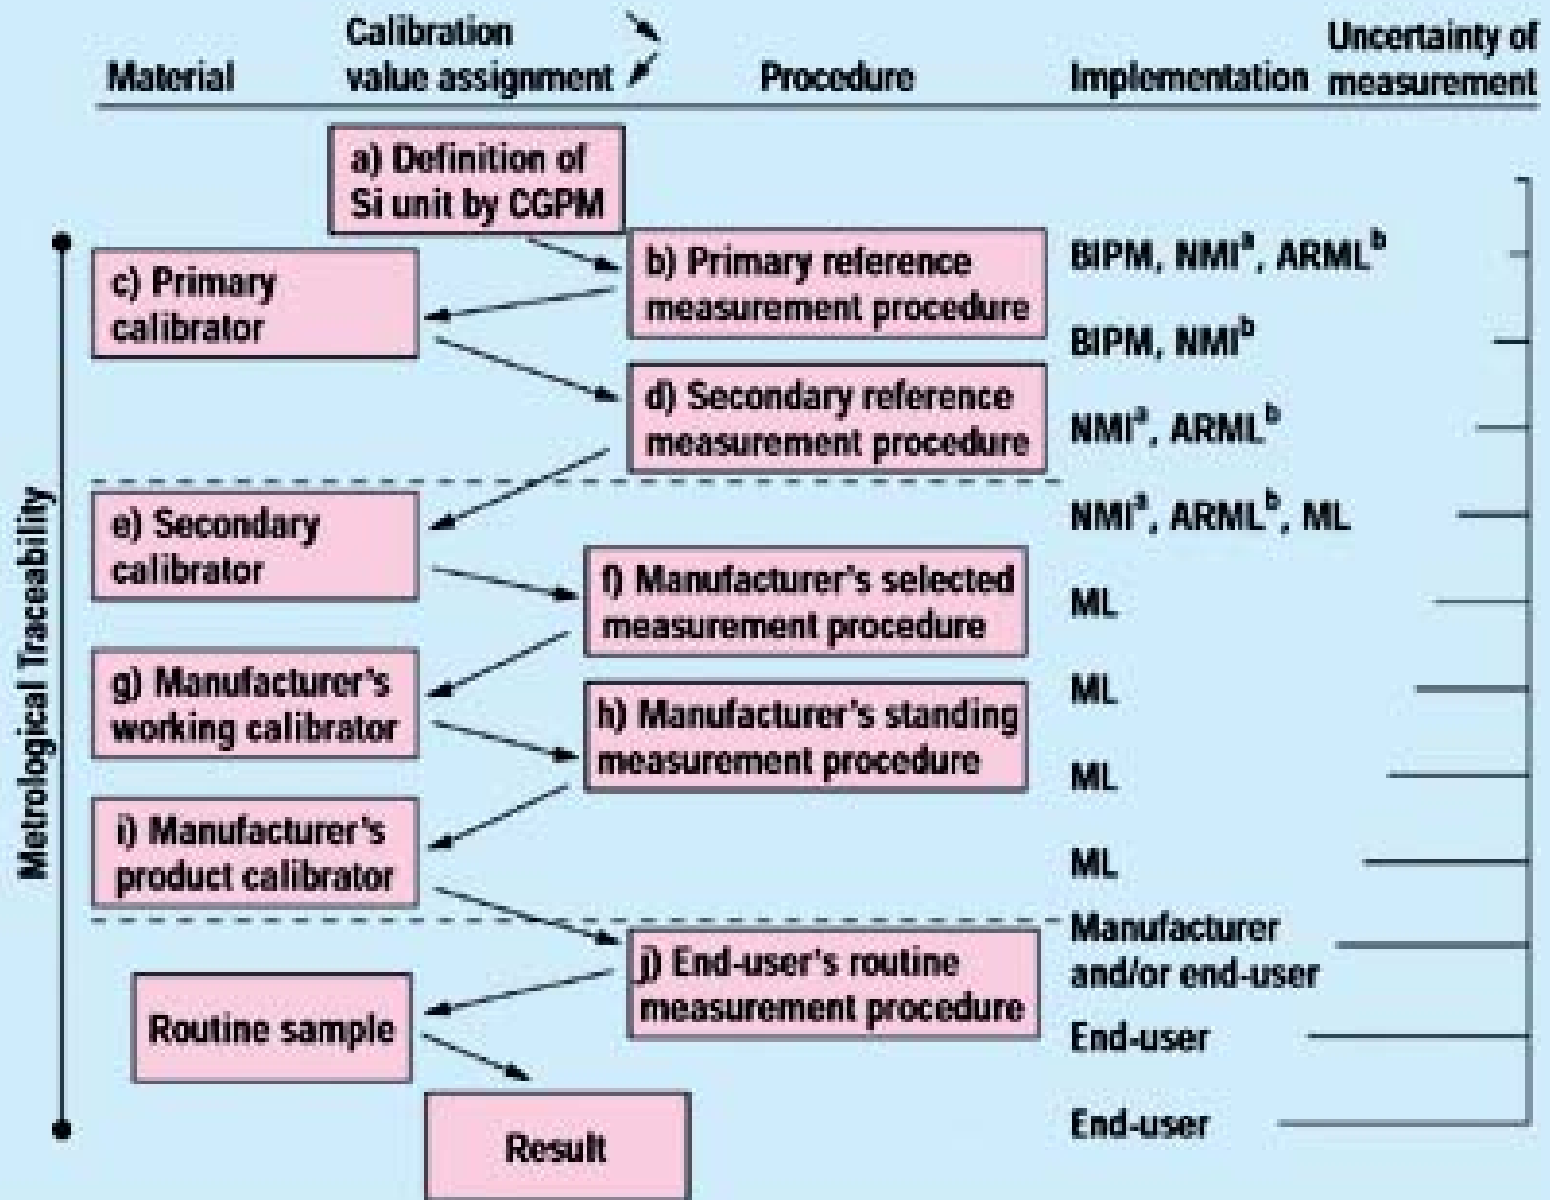 Calibration
value assignment
Material
Procedure
Implementation
Uncertainty of
measurement
a) Definition of
Si unit by CGPM
b) Primary reference
measurement procedure
BIPM, NMIᵃ, ARMLᵇ
c) Primary
calibrator
BIPM, NMIᵇ
d) Secondary reference
measurement procedure
NMIᵃ, ARMLᵇ
e) Secondary
calibrator
NMIᵃ, ARMLᵇ, ML
f) Manufacturer's selected
measurement procedure
ML
g) Manufacturer's
working calibrator
ML
h) Manufacturer's standing
measurement procedure
ML
i) Manufacturer's
product calibrator
ML
j) End-user's routine
measurement procedure
Manufacturer
and/or end-user
Routine sample
End-user
Result
End-user
Metrological Traceability